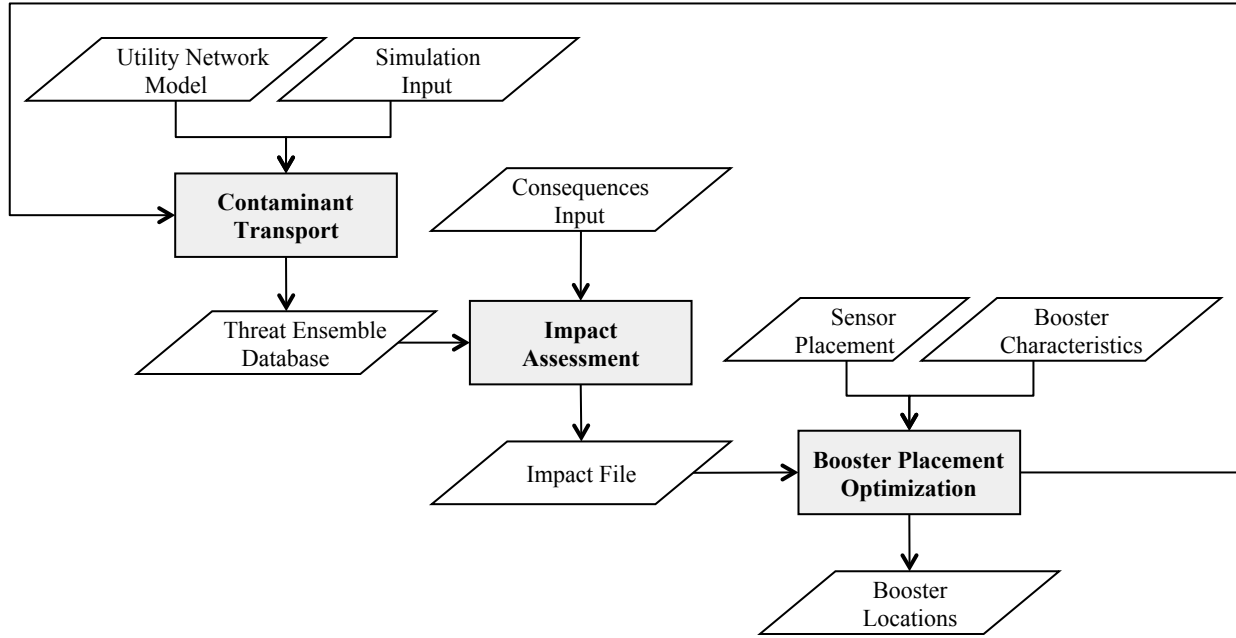 Utility Network
Model
Simulation
Input
Contaminant
Transport
Consequences
Input
Threat Ensemble
Database
Impact
Assessment
Sensor
Placement
Booster
Characteristics
Impact File
Booster Placement
Optimization
Booster
Locations